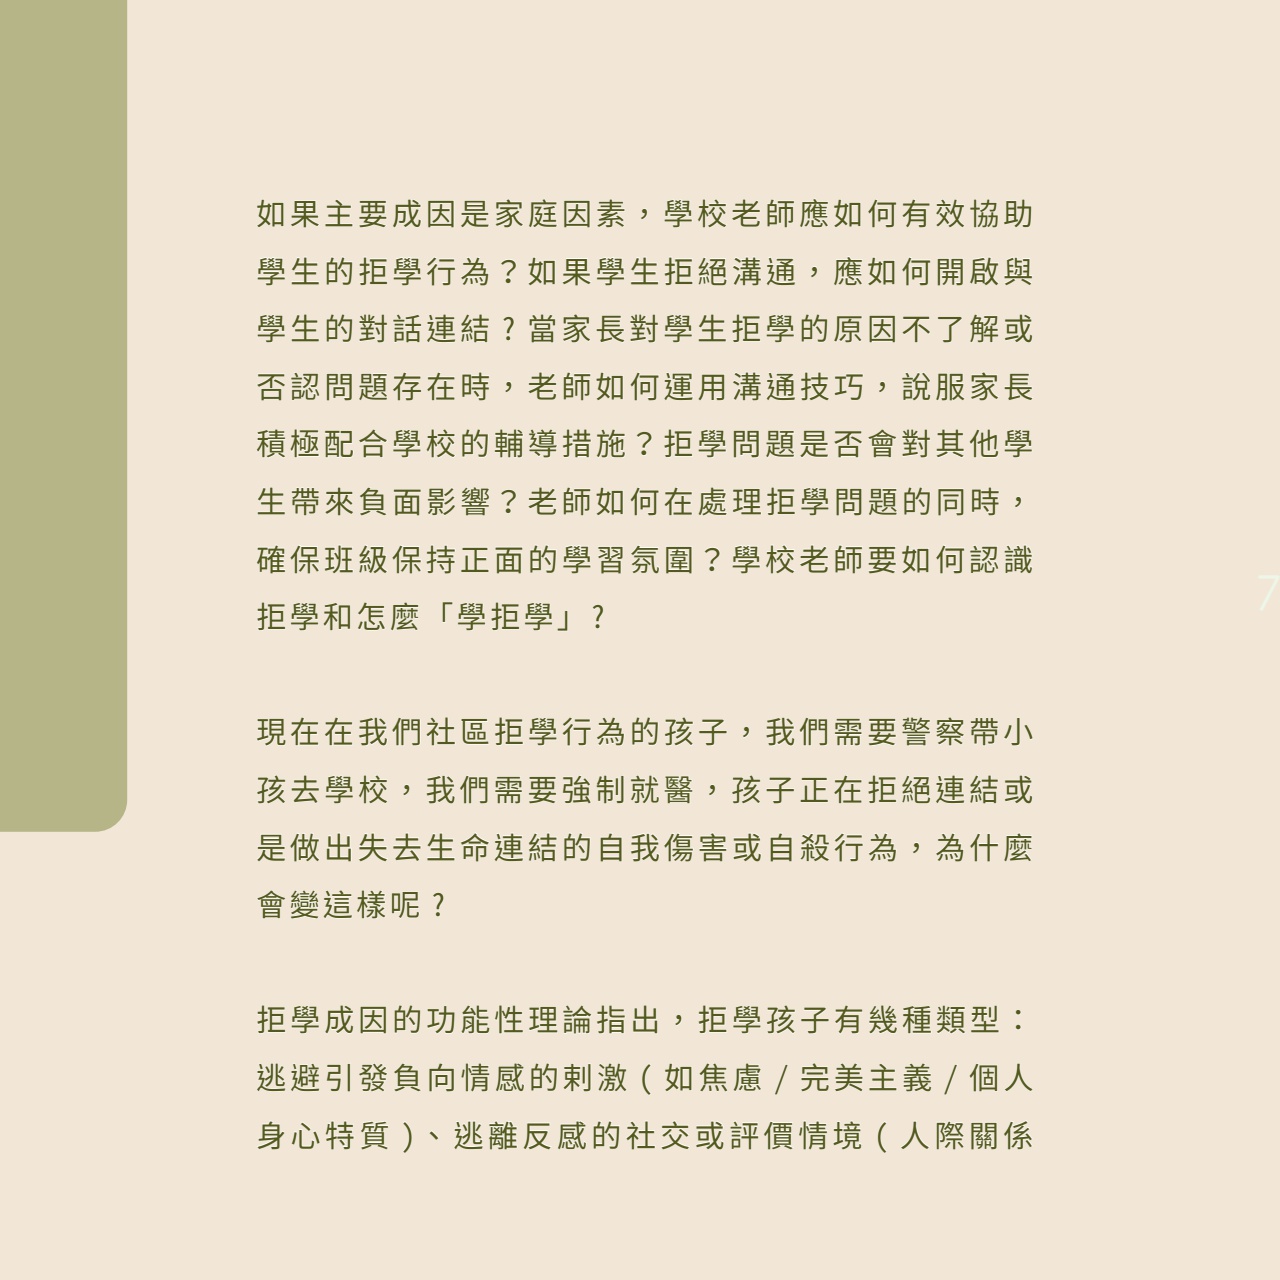 如果主要成因是家庭因素，學校老師應如何有效協助
學生的拒學行為？如果學生拒絕溝通，應如何開啟與
學生的對話連結？當家長對學生拒學的原因不了解或
否認問題存在時，老師如何運用溝通技巧，說服家長
積極配合學校的輔導措施？拒學問題是否會對其他學
生帶來負面影響？老師如何在處理拒學問題的同時，
確保班級保持正面的學習氛圍？學校老師要如何認識
拒學和怎麼「學拒學」?
現在在我們社區拒學行為的孩子，我們需要警察帶小
孩去學校，我們需要強制就醫，孩子正在拒絕連結或
是做出失去生命連結的自我傷害或自殺行為，為什麼
會變這樣呢？
拒學成因的功能性理論指出，拒學孩子有幾種類型：
逃避引發負向情感的刺激 ( 如焦慮 / 完美主義 / 個人
身心特質 )、逃離反感的社交或評價情境 ( 人際關係
7